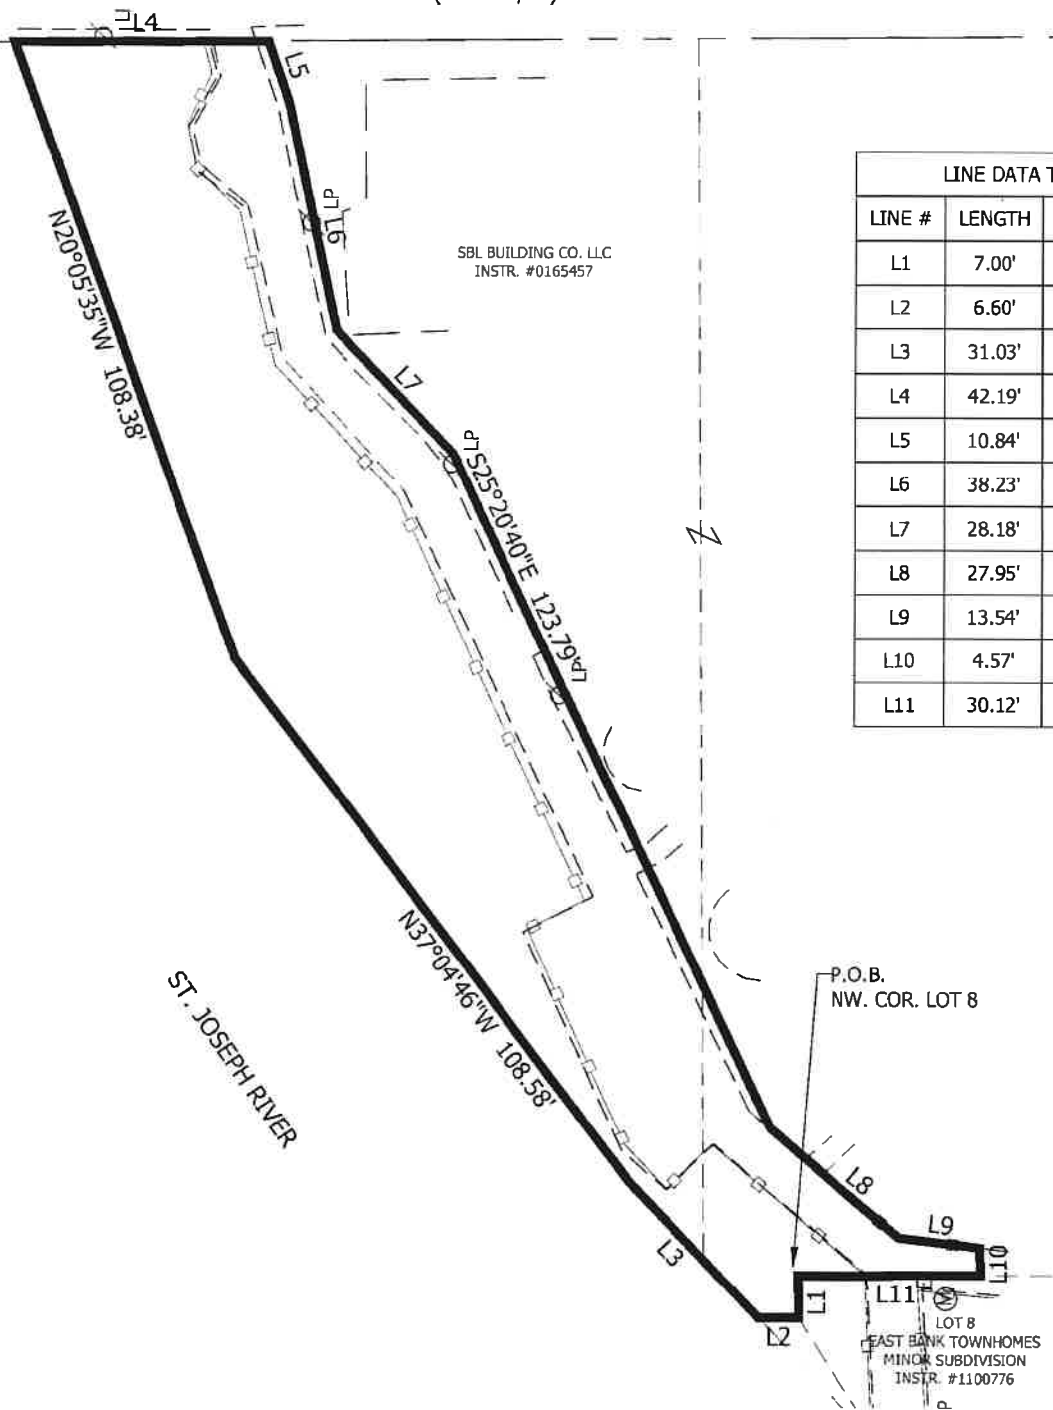 L4
L5
LP
L6
N20°05'35"W 108.38'
SBL BUILDING CO. LLC
INSTR. #0165457
LINE DATA T
LINE # LENGTH
L1 7.00'
L2 6.60'
L3 31.03'
L4 42.19'
L5 10.84'
L6 38.23'
L7 28.18'
L8 27.95'
L9 13.54'
L10 4.57'
L11 30.12'
L7
LP
S25°20'40"E 123.79'
LP
N37°04'46"W 108.58'
ST. JOSEPH RIVER
P.O.B.
NW. COR. LOT 8
L8
L9
L10
L3
L1
L11
M
L2
LOT 8
EAST BANK TOWNHOMES
MINOR SUBDIVISION
INSTR. #1100776
P